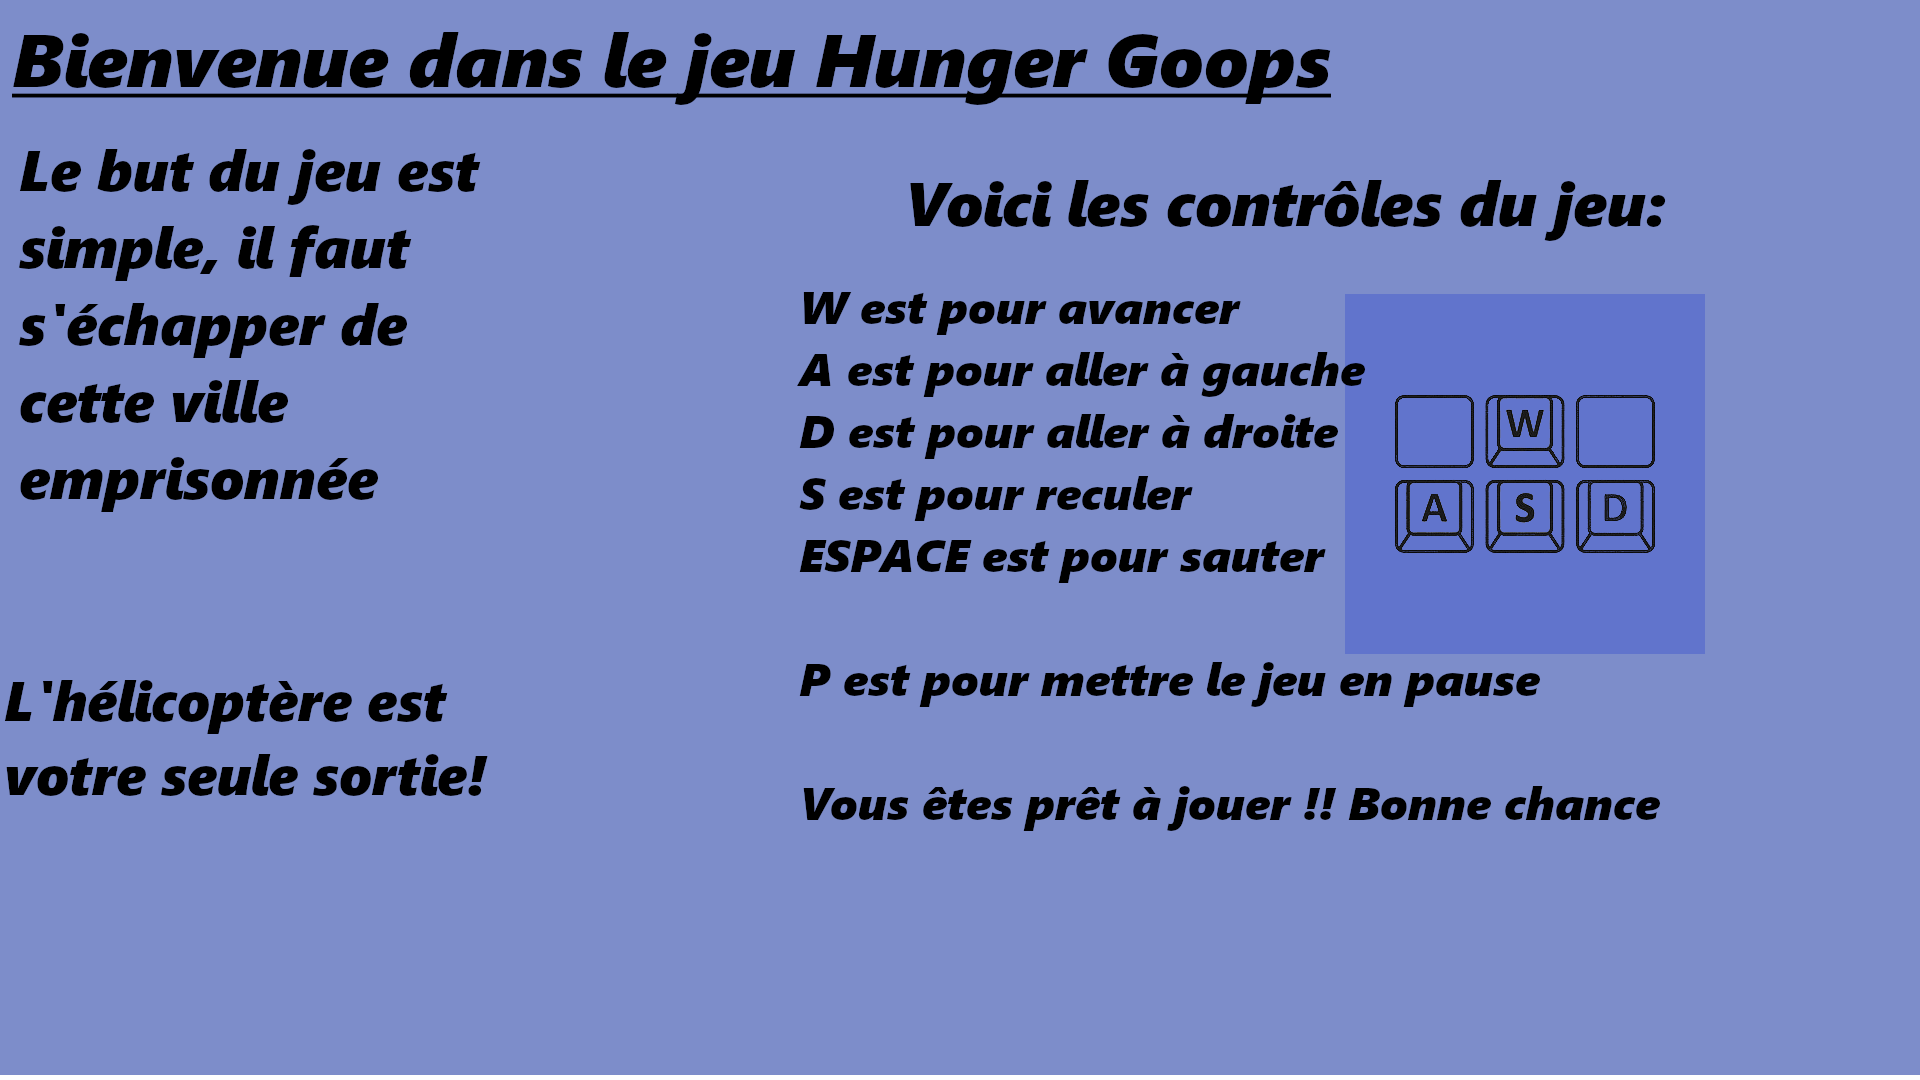 Bienvenue dans le jeu Hunger Goops
Le but du jeu est
simple, il faut
s'échapper de
cette ville
emprisonnée
L'hélicoptère est
votre seule sortie!
Voici les contrôles du jeu:
W est pour avancer
A est pour aller à gauche
D est pour aller à droite
S est pour reculer
ESPACE est pour sauter
P est pour mettre le jeu en pause
Vous êtes prêt à jouer !! Bonne chance
W
A S D